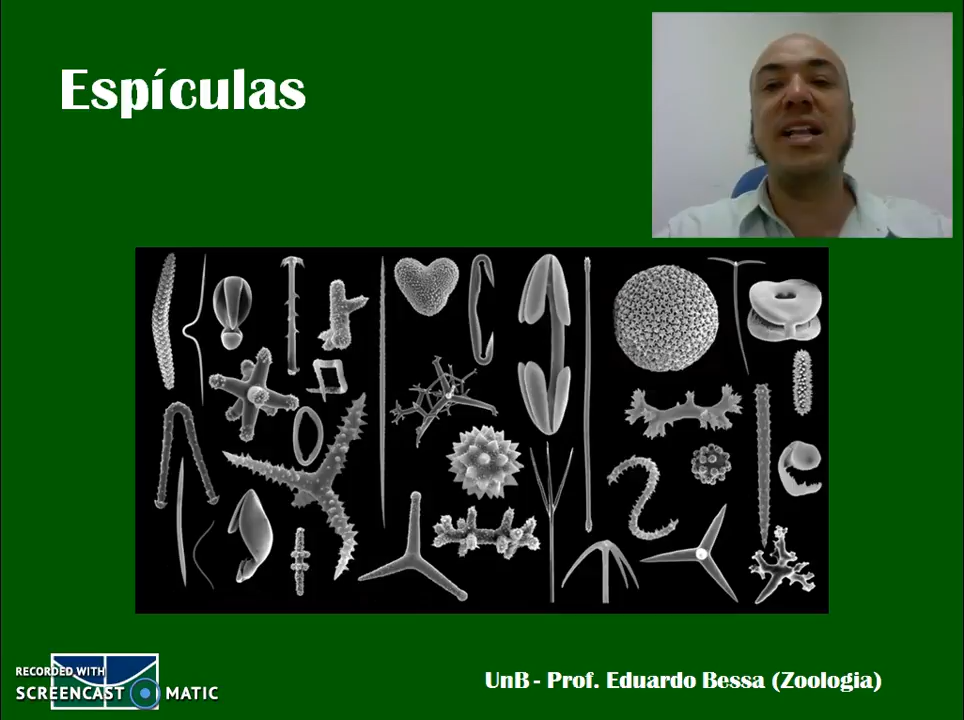 Espículas
RECORDED WITH
SCREENCAST MATIC
UnB - Prof. Eduardo Bessa (Zoologia)